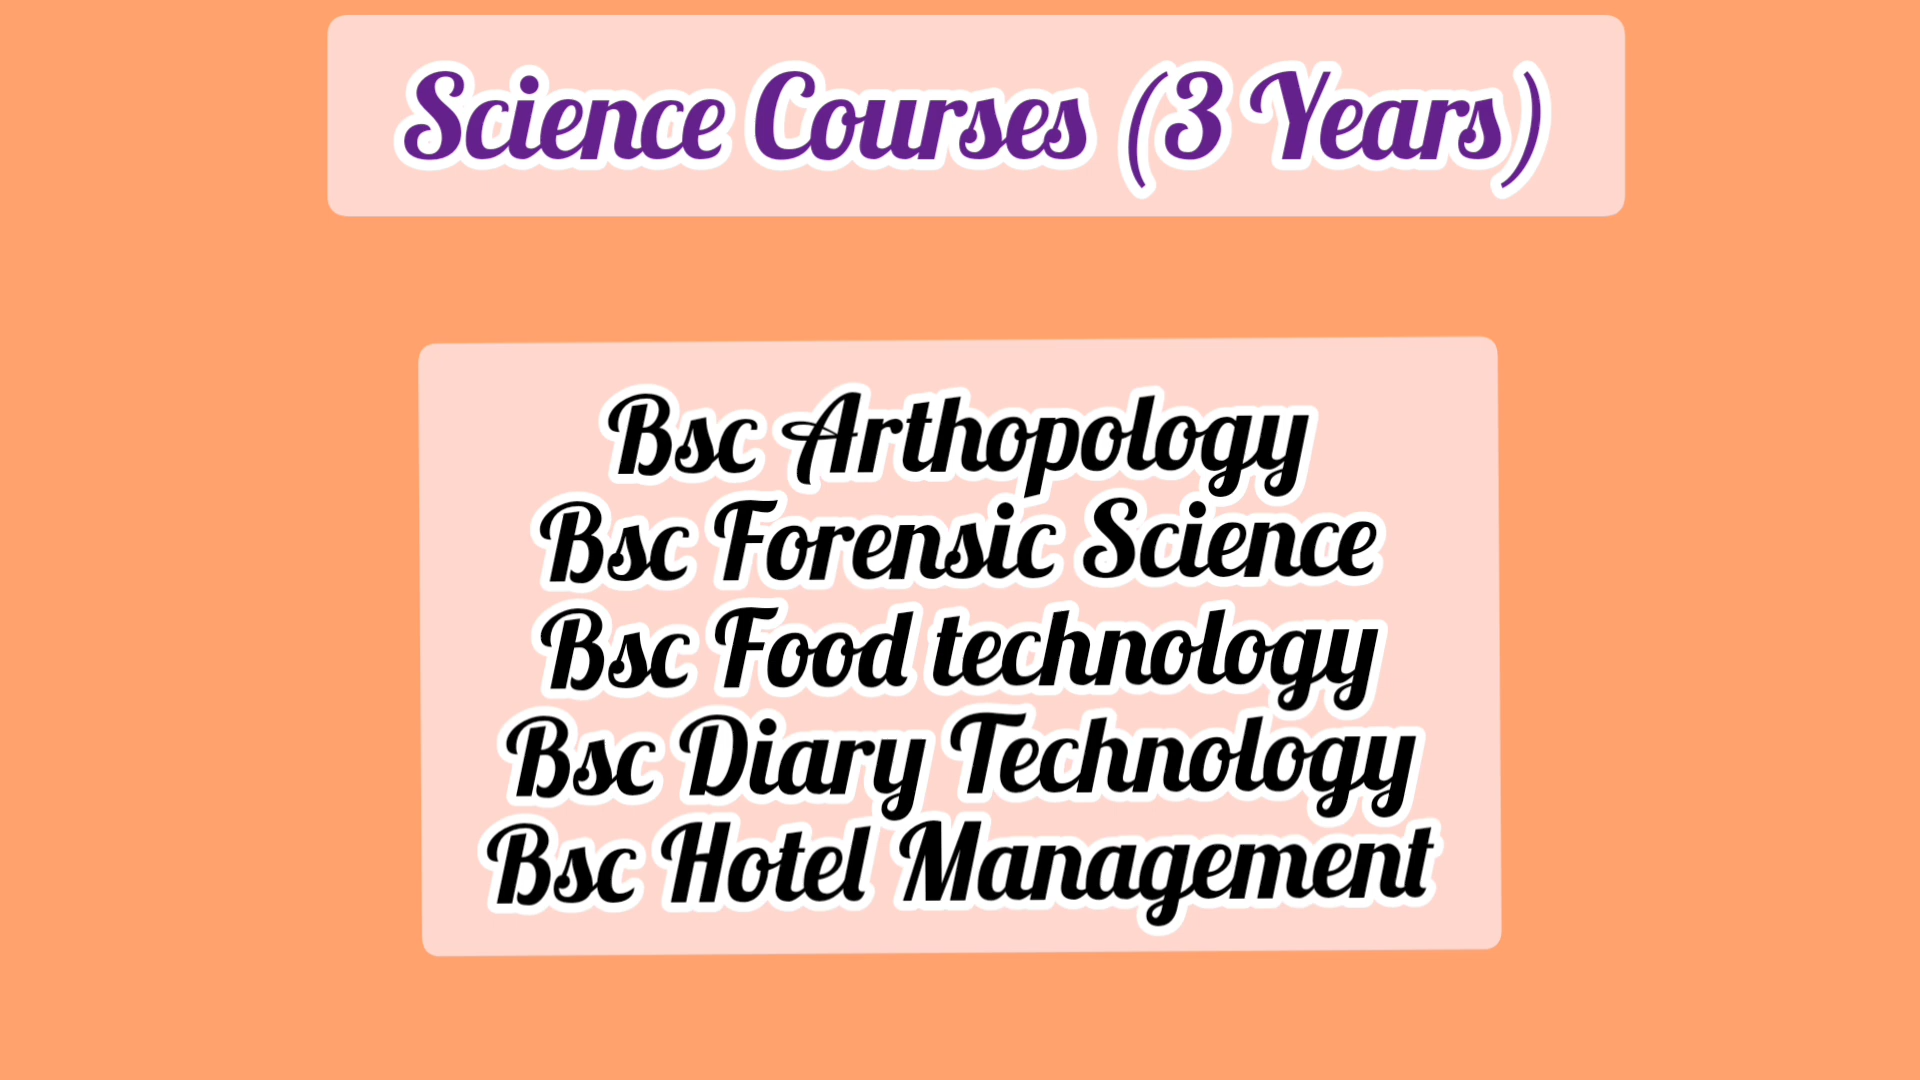 Science Courses (3 Years)
Bsc Arthopology
Bsc Forensic Science
Bsc Food technology
Bsc Diary Technology
Bsc Hotel Management